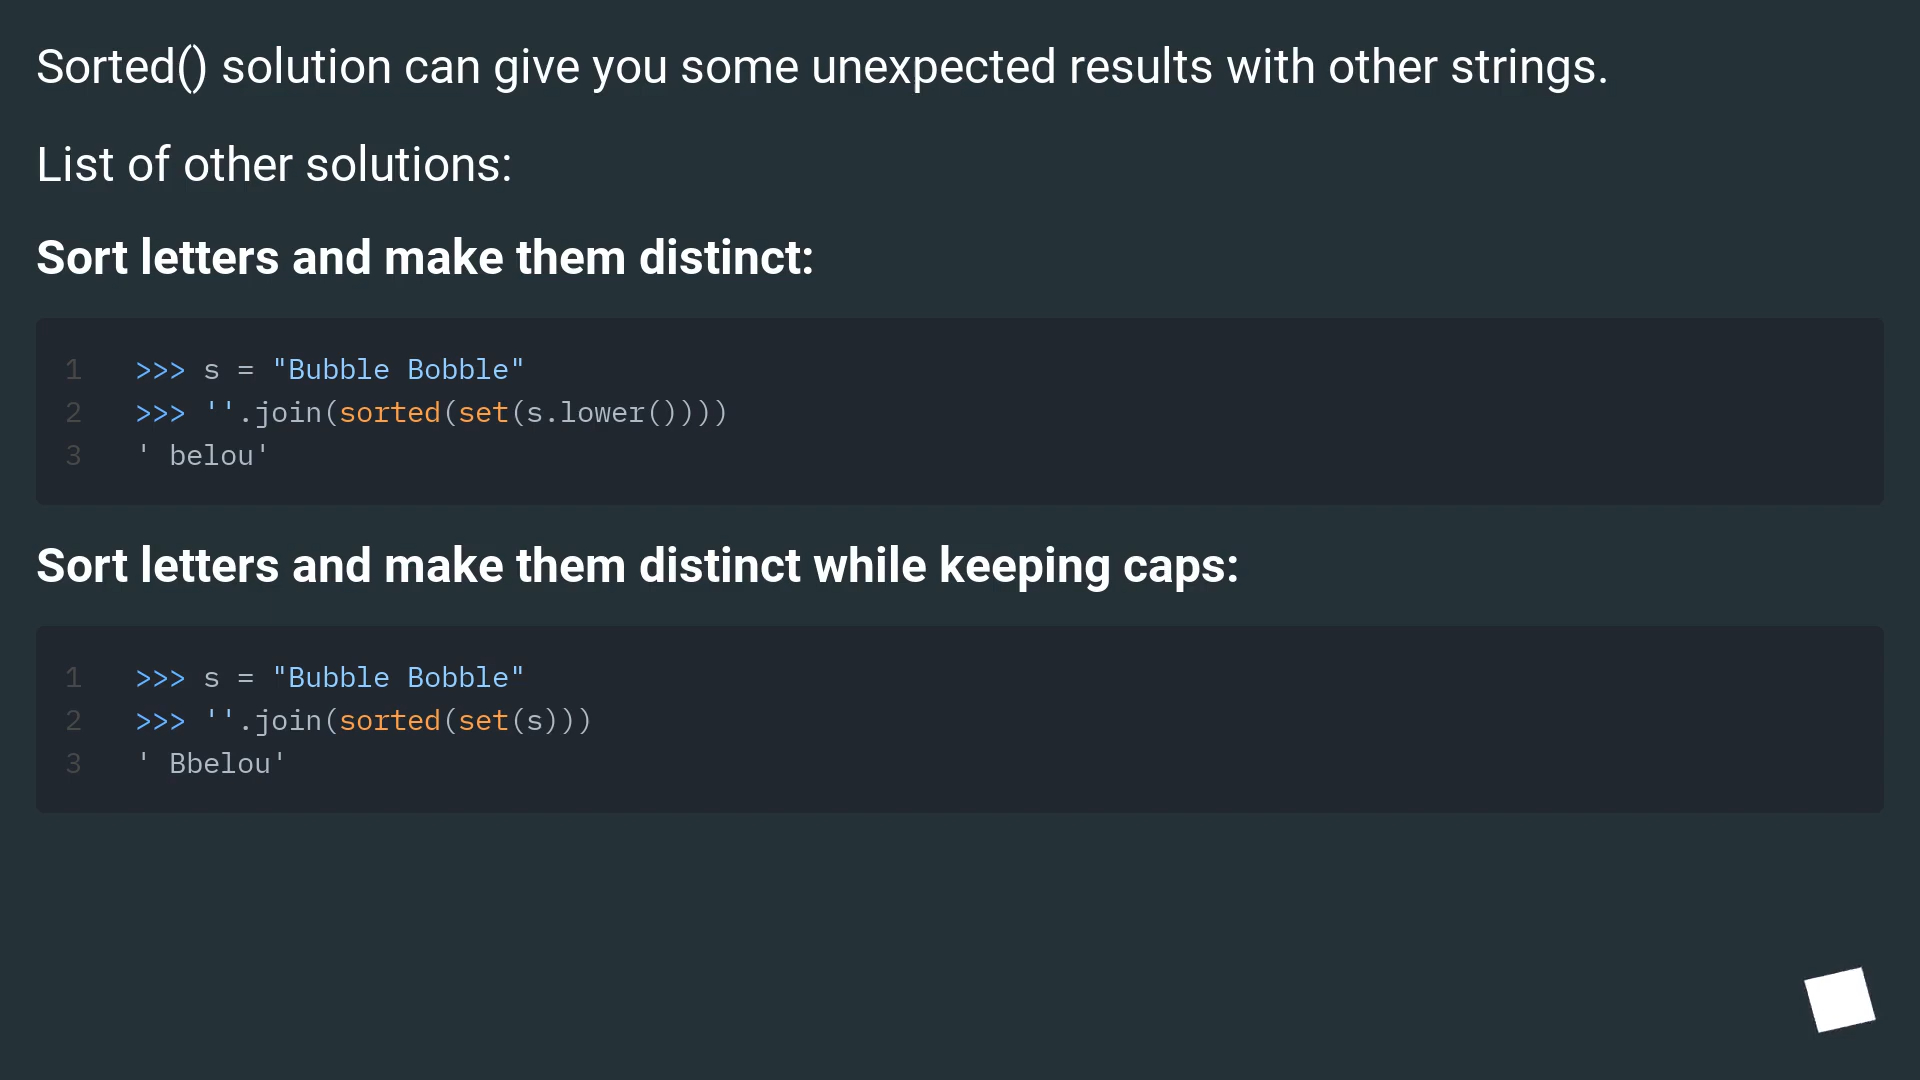 Sorted() solution can give you some unexpected results with other strings.
List of other solutions:
Sort letters and make them distinct:
1 >>> s = "Bubble Bobble"
2 >>> ''.join(sorted(set(s.lower())))
3 ' belou'
Sort letters and make them distinct while keeping caps:
1 >>> s = "Bubble Bobble"
2 >>> ''.join(sorted(set(s)))
3 ' Bbelou'